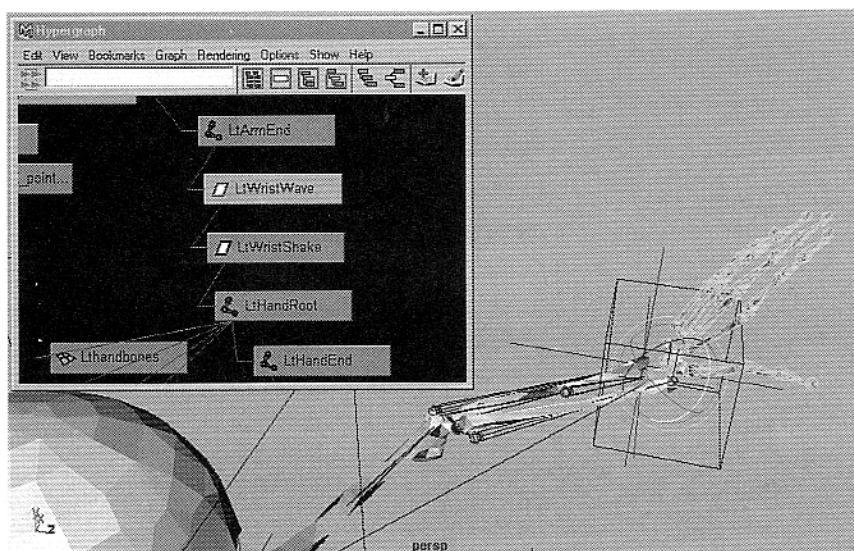 Hypergraph
Edit View Bookmarks Graph Rendering Options Show Help
LtArmEnd
_point...
LtWristWave
LtWristShake
LtHandRoot
Lthandbones
LtHandEnd
z
persp